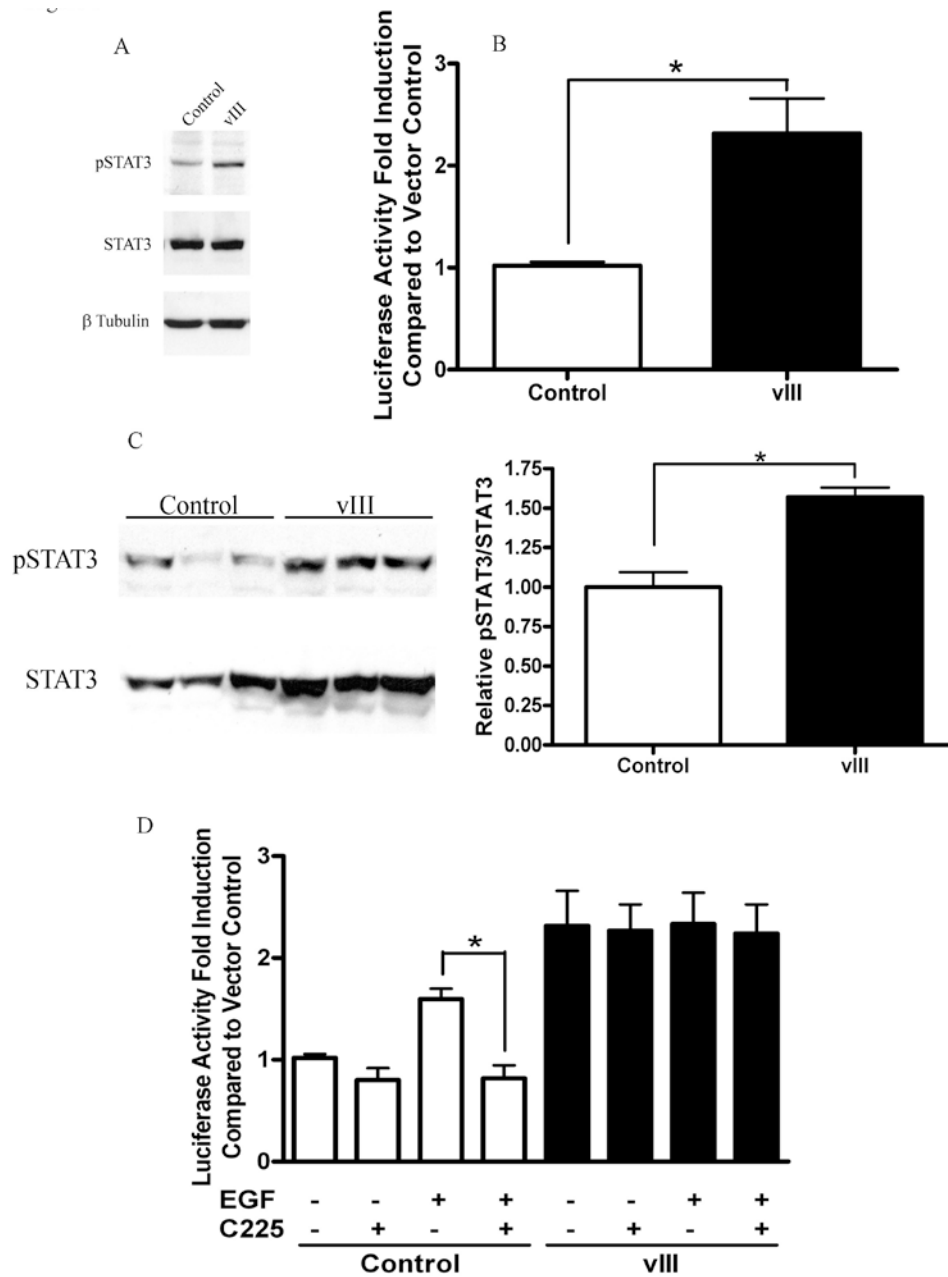 A
Control
vIII
pSTAT3
STAT3
β Tubulin
B
Luciferase Activity Fold Induction
Compared to Vector Control
3
2
1
0
*
Control
vIII
C
Control
vIII
pSTAT3
STAT3
Relative pSTAT3/STAT3
1.75
1.50
1.25
1.00
0.75
0.50
0.25
0.00
*
Control
vIII
D
Luciferase Activity Fold Induction
Compared to Vector Control
3
2
1
0
*
EGF - - + + - - + +
C225 - + - + - + - +
Control vIII